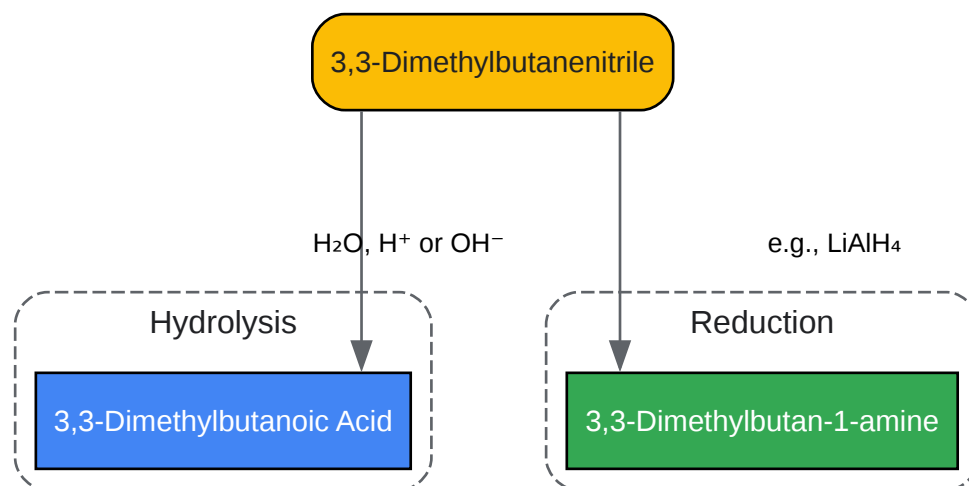 3,3-Dimethylbutanenitrile
H₂O, H⁺ or OH⁻
e.g., LiAlH₄
Hydrolysis
Reduction
3,3-Dimethylbutanoic Acid
3,3-Dimethylbutan-1-amine